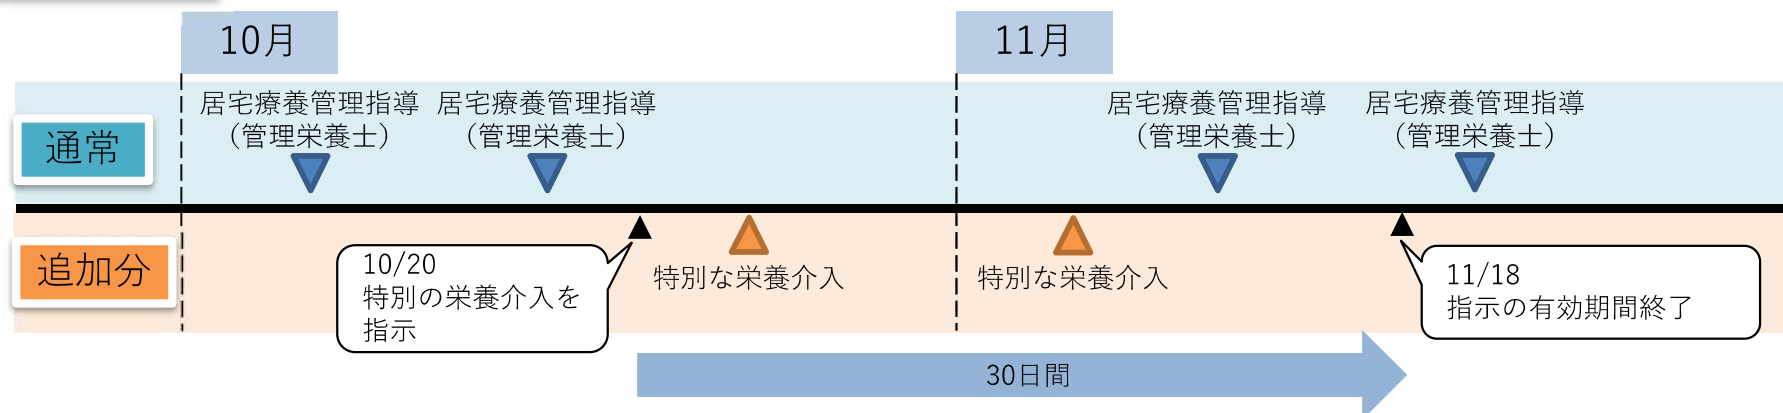 10月
11月
通常
居宅療養管理指導
（管理栄養士）
居宅療養管理指導
（管理栄養士）
居宅療養管理指導
（管理栄養士）
居宅療養管理指導
（管理栄養士）
追加分
10/20
特別の栄養介入を
指示
特別な栄養介入
特別な栄養介入
11/18
指示の有効期間終了
30日間